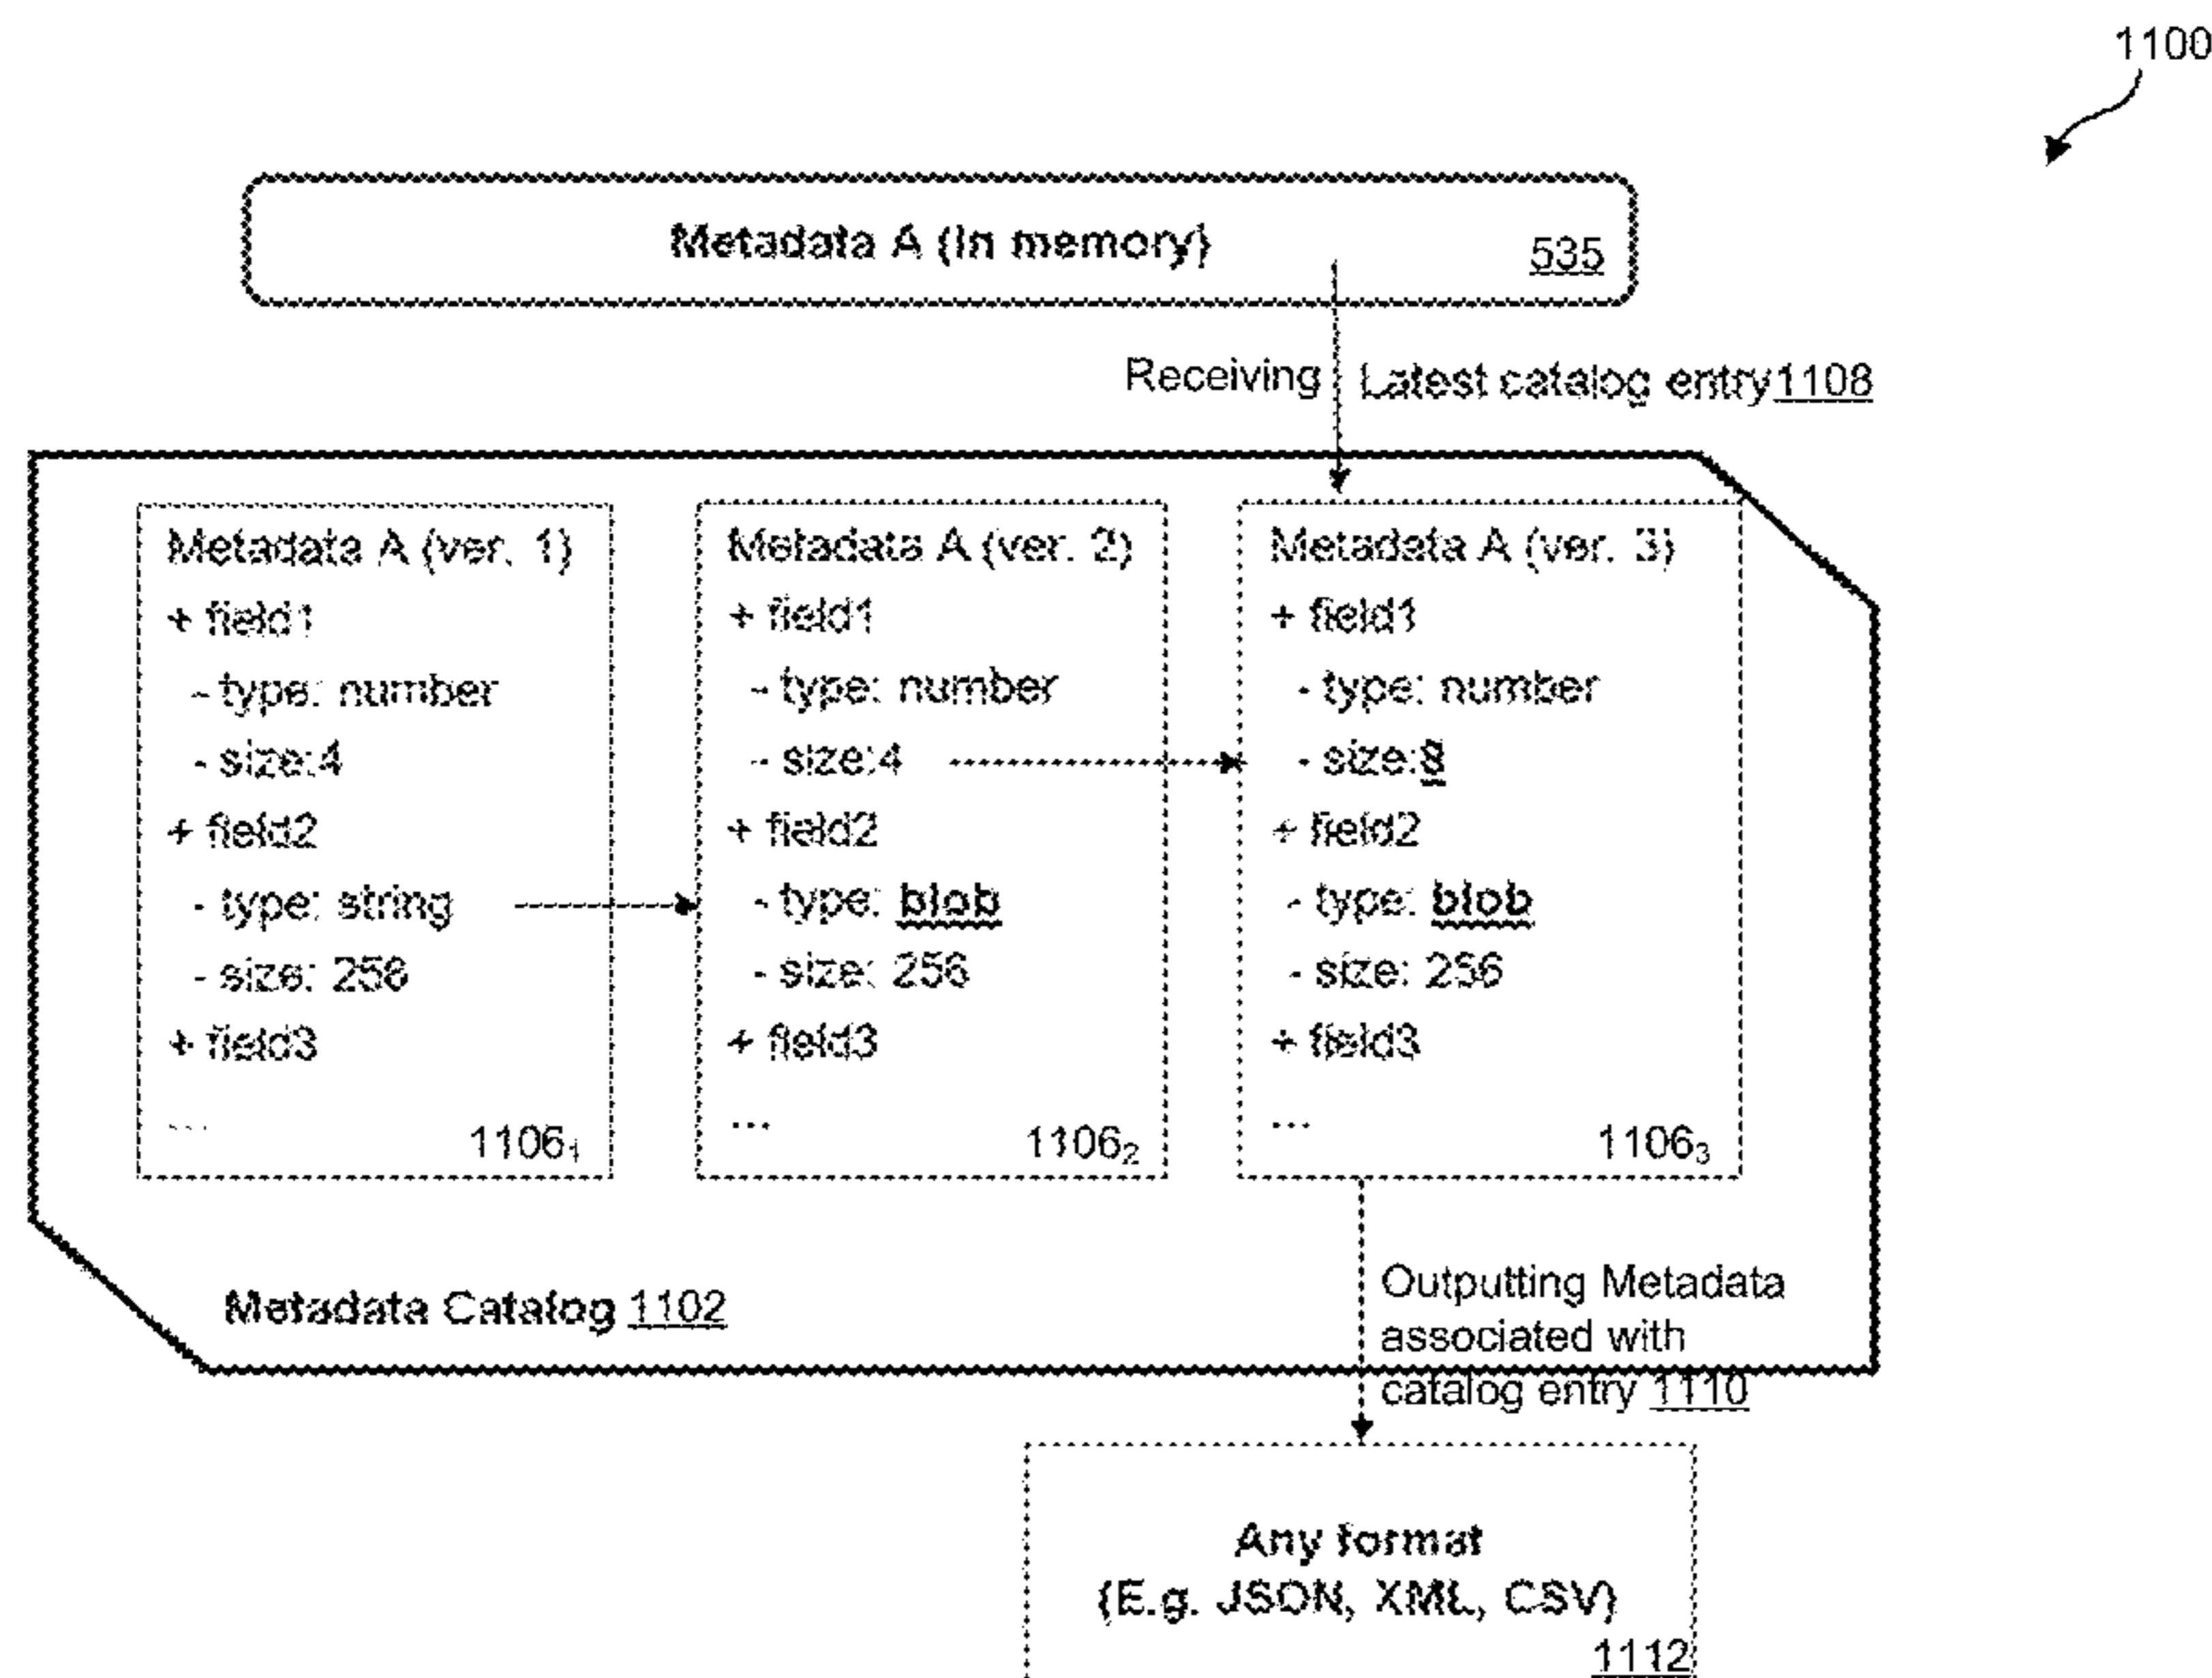 1100
Metadata A (in memory) 535
Receiving Latest catalog entry 1108
Metadata A (ver. 1)
+ field1
- type: number
- size:4
+ field2
- type: string
- size: 256
+ field3
...
1106₁
Metadata A (ver. 2)
+ field1
- type: number
- size:4
+ field2
- type: blob
- size: 256
+ field3
...
1106₂
Metadata A (ver. 3)
+ field1
- type: number
- size:8
+ field2
- type: blob
- size: 256
+ field3
...
1106₃
Metadata Catalog 1102
Outputting Metadata
associated with
catalog entry 1110
Any format
(E.g. JSON, XML, CSV)
1112